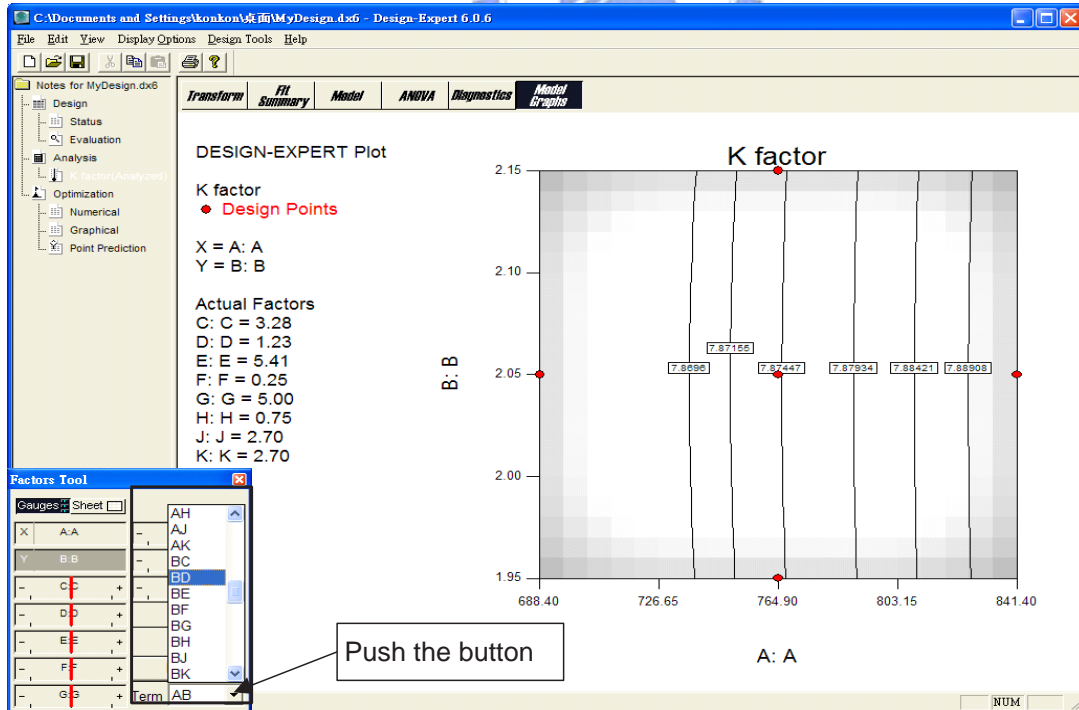 C:\Documents and Settings\konkon\桌面\MyDesign.dx6 - Design-Expert 6.0.6
File Edit View Display Options Design Tools Help
Notes for MyDesign.dx6
Design
Status
Evaluation
Analysis
K factor(Analyzed)
Optimization
Numerical
Graphical
Point Prediction
Transform
Fit Summary
Model
ANOVA
Diagnostics
Model Graphs
DESIGN-EXPERT Plot
K factor
Design Points
X = A: A
Y = B: B
Actual Factors
C: C = 3.28
D: D = 1.23
E: E = 5.41
F: F = 0.25
G: G = 5.00
H: H = 0.75
J: J = 2.70
K: K = 2.70
K factor
2.15
2.10
2.05
2.00
1.95
B: B
7.8696
7.87155
7.87447
7.87934
7.88421
7.88908
688.40
726.65
764.90
803.15
841.40
A: A
Factors Tool
Gauges Sheet
X A:A
Y B:B
- C:C +
- D:D +
- E:E +
- F:F +
- G:G +
AH
AJ
AK
BC
BD
BE
BF
BG
BH
BJ
BK
Term AB
Push the button
NUM